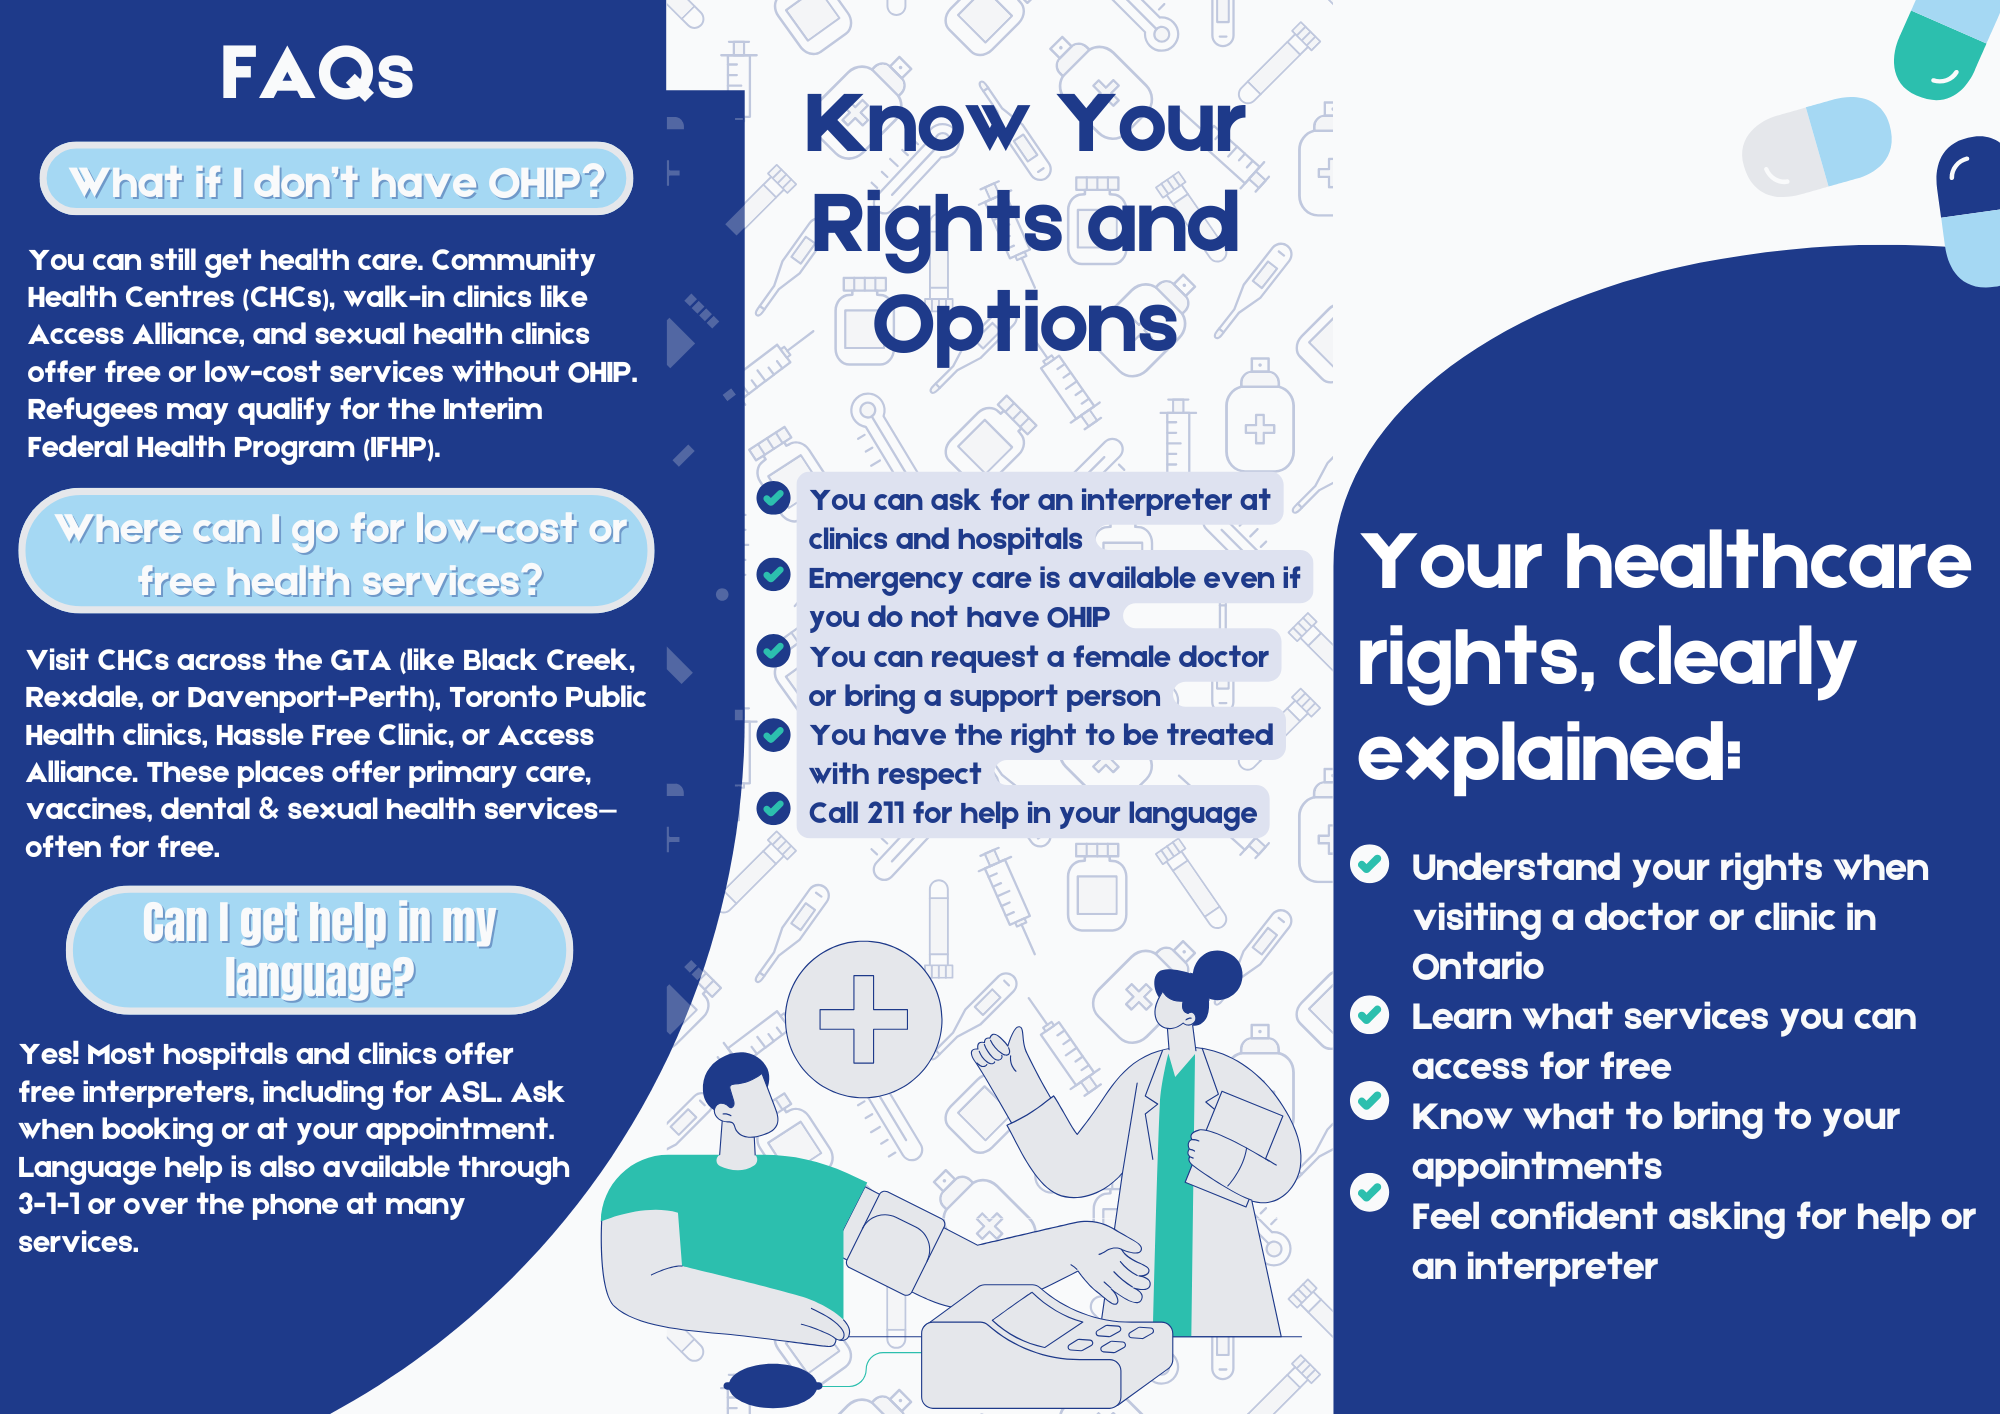 FAQs
What if I don't have OHIP?
You can still get health care. Community
Health Centres (CHCs), walk-in clinics like
Access Alliance, and sexual health clinics
offer free or low-cost services without OHIP.
Refugees may qualify for the Interim
Federal Health Program (IFHP).
Where can I go for low-cost or
free health services?
Visit CHCs across the GTA (like Black Creek,
Rexdale, or Davenport-Perth), Toronto Public
Health clinics, Hassle Free Clinic, or Access
Alliance. These places offer primary care,
vaccines, dental & sexual health services—
often for free.
Can I get help in my
language?
Yes! Most hospitals and clinics offer
free interpreters, including for ASL. Ask
when booking or at your appointment.
Language help is also available through
3-1-1 or over the phone at many
services.
Know Your
Rights and
Options
You can ask for an interpreter at
clinics and hospitals
Emergency care is available even if
you do not have OHIP
You can request a female doctor
or bring a support person
You have the right to be treated
with respect
Call 211 for help in your language
Your healthcare
rights, clearly
explained:
Understand your rights when
visiting a doctor or clinic in
Ontario
Learn what services you can
access for free
Know what to bring to your
appointments
Feel confident asking for help or
an interpreter